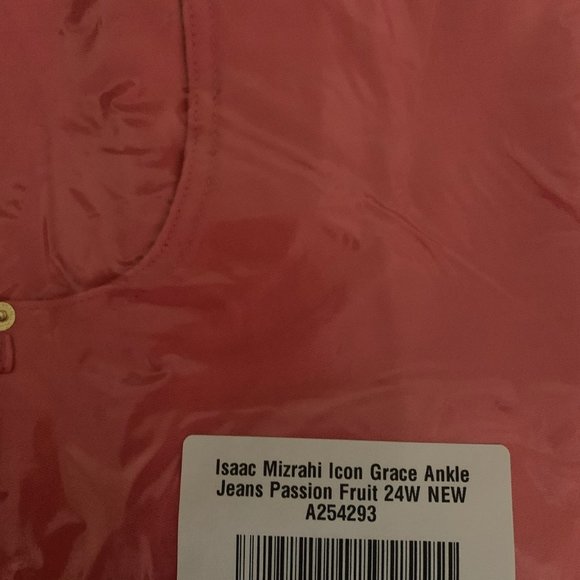 Isaac Mizrahi Icon Grace Ankle
Jeans Passion Fruit 24W NEW
A254293